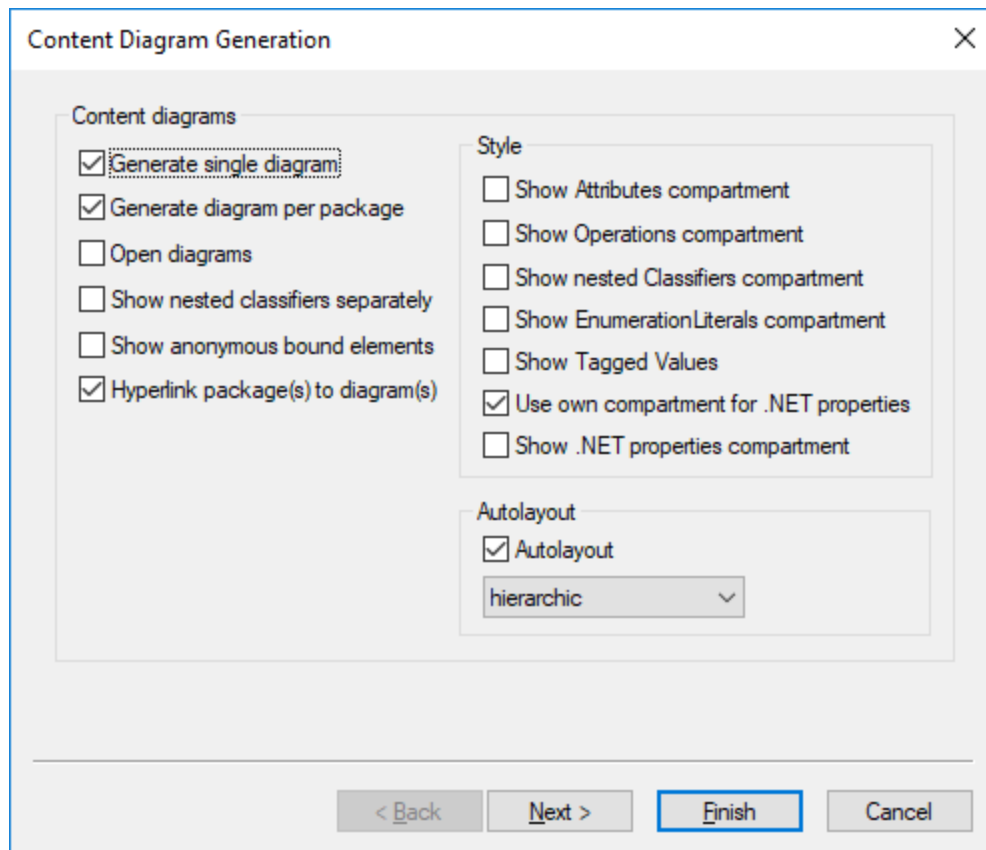 Content Diagram Generation
Content diagrams
Generate single diagram
Generate diagram per package
Open diagrams
Show nested classifiers separately
Show anonymous bound elements
Hyperlink package(s) to diagram(s)
Style
Show Attributes compartment
Show Operations compartment
Show nested Classifiers compartment
Show EnumerationLiterals compartment
Show Tagged Values
Use own compartment for .NET properties
Show .NET properties compartment
Autolayout
Autolayout
hierarchic
< Back
Next >
Finish
Cancel